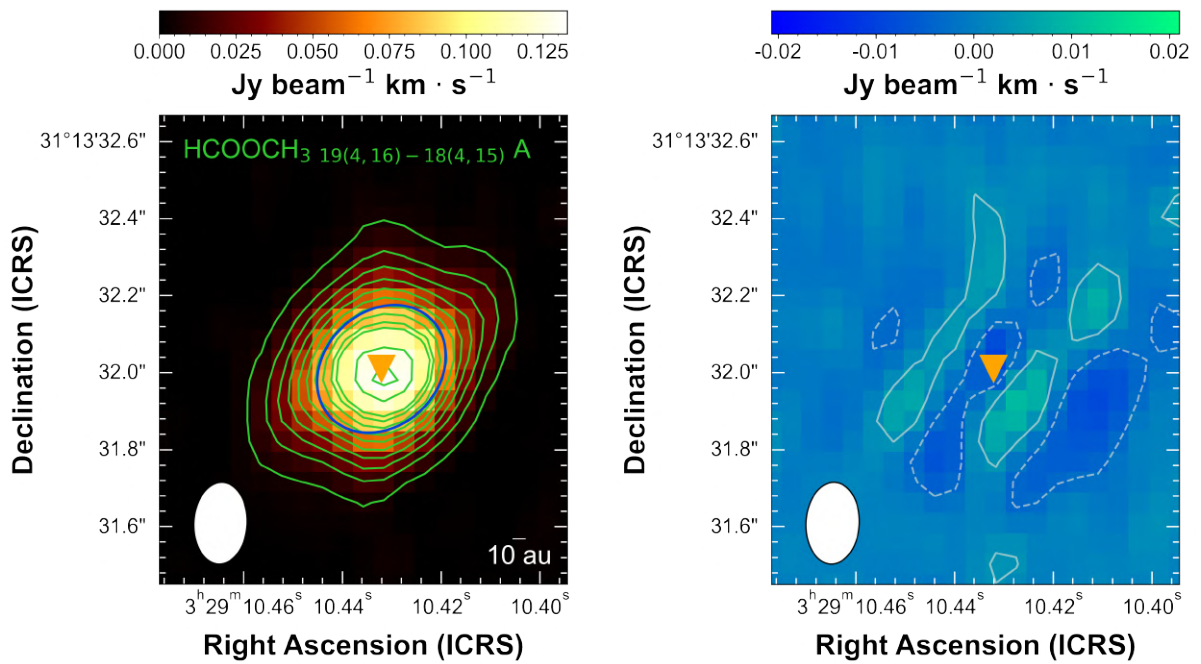 0.000 0.025 0.050 0.075 0.100 0.125
Jy beam⁻¹ km · s⁻¹
31°13'32.6"
HCOOCH₃ ₁₉₍₄,₁₆₎₋₁₈₍₄,₁₅₎ A
32.4"
32.2"
32.0"
31.8"
31.6"
10 au
3ʰ29ᵐ10.46ˢ 10.44ˢ 10.42ˢ 10.40ˢ
Declination (ICRS)
Right Ascension (ICRS)
-0.02 -0.01 0.00 0.01 0.02
Jy beam⁻¹ km · s⁻¹
31°13'32.6"
32.4"
32.2"
32.0"
31.8"
31.6"
3ʰ29ᵐ10.46ˢ 10.44ˢ 10.42ˢ 10.40ˢ
Declination (ICRS)
Right Ascension (ICRS)